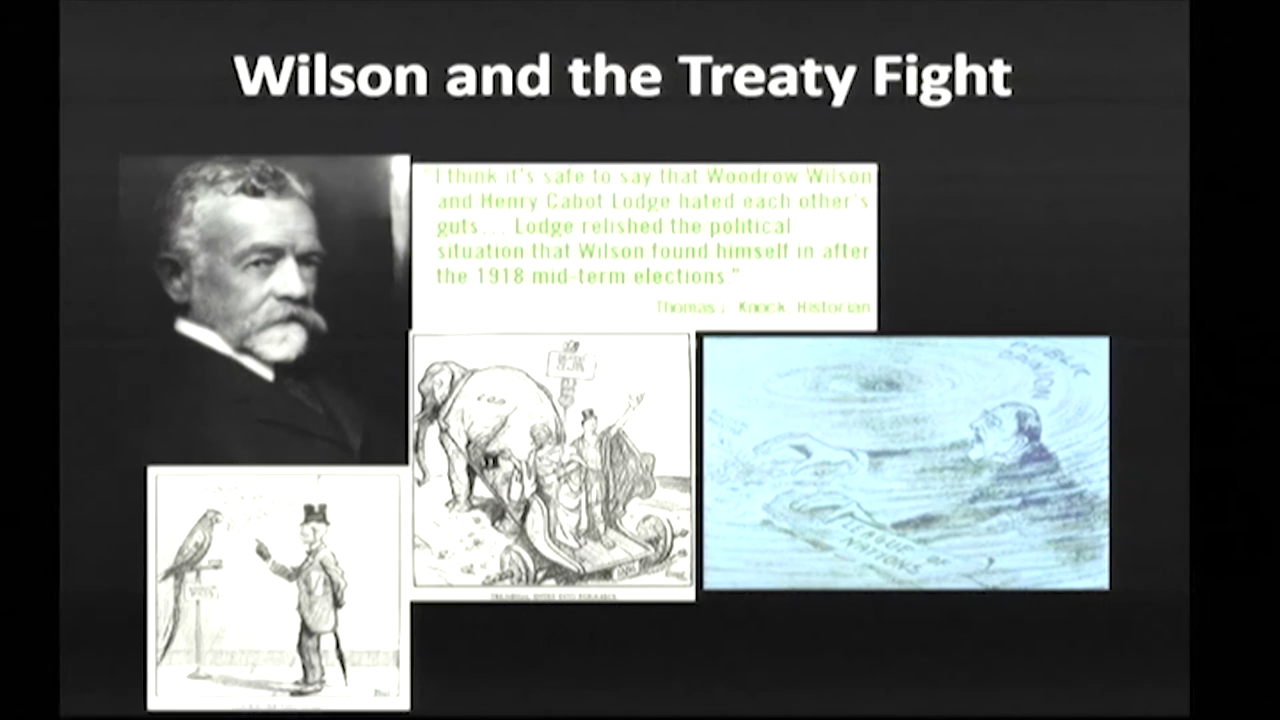 Wilson and the Treaty Fight
"I think it's safe to say that Woodrow Wilson
and Henry Cabot Lodge hated each other's
guts... Lodge relished the political
situation that Wilson found himself in after
the 1918 mid-term elections."
Thomas J. Knock Historian
LEAGUE OF
NATIONS